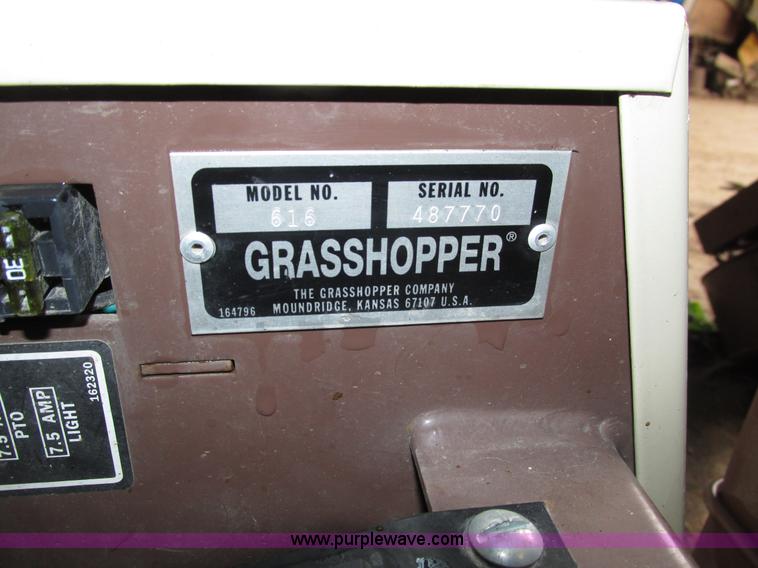 MODEL NO. SERIAL NO.
616 487770
GRASSHOPPER®
THE GRASSHOPPER COMPANY
164796 MOUNDRIDGE, KANSAS 67107 U.S.A.
DE
PTO
7.5 AMP
LIGHT
162320
www.purplewave.com